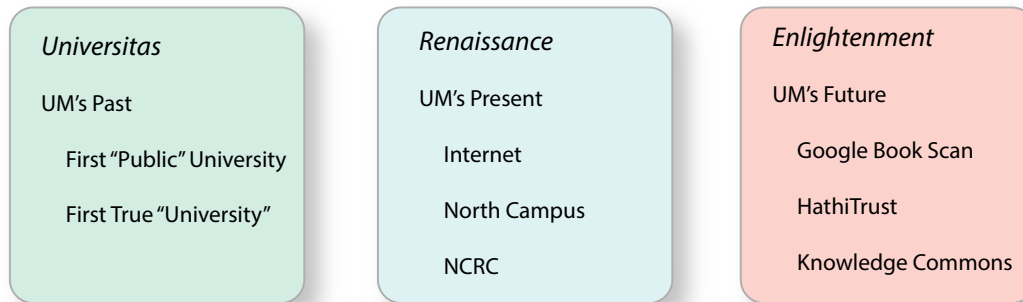 Universitas
UM's Past
First “Public” University
First True “University”
Renaissance
UM's Present
Internet
North Campus
NCRC
Enlightenment
UM's Future
Google Book Scan
HathiTrust
Knowledge Commons